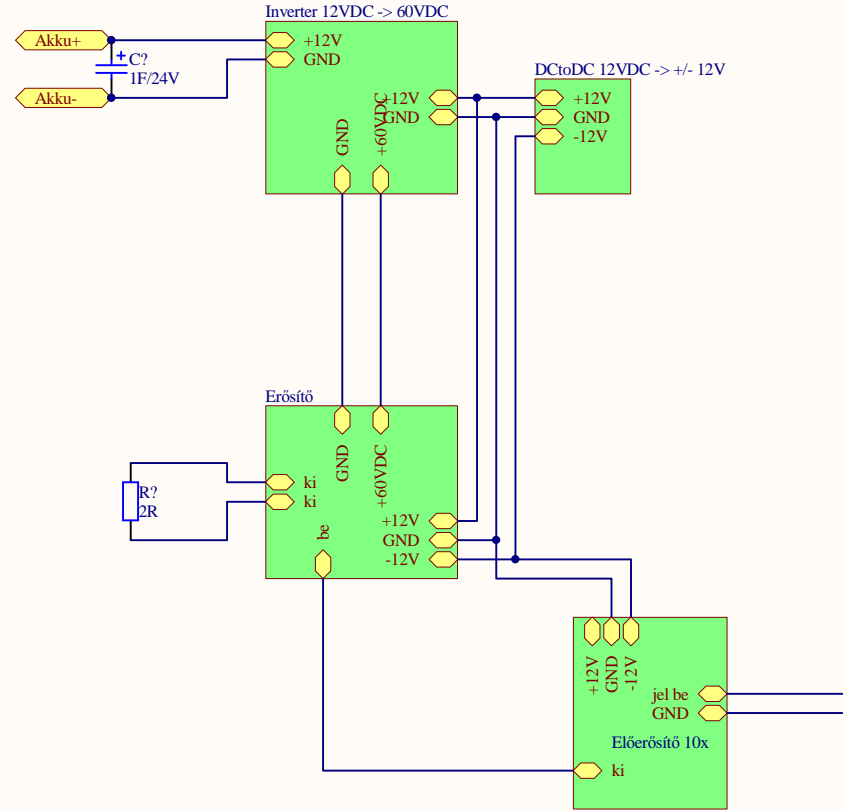 Inverter 12VDC -> 60VDC
Akku+
+12V
C?
GND
1F/24V
DCtoDC 12VDC -> +/- 12V
Akku-
+12V
GND
GND
+60VDC
+12V
GND
-12V
Erősítő
GND
+60VDC
ki
ki
R?
2R
be
+12V
GND
-12V
+12V
GND
-12V
jel be
GND
Előerősítő 10x
ki